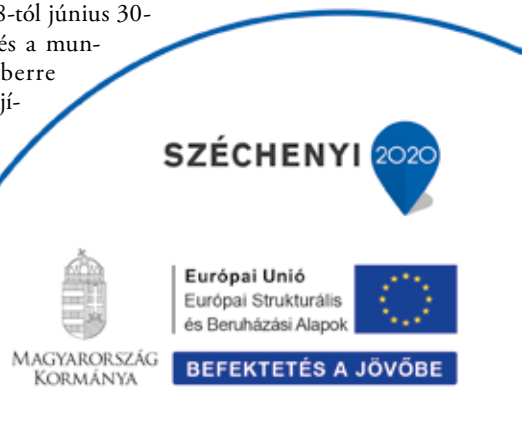 8-tól június 30-
és a mun-
berre
jí-
SZÉCHENYI 2020
Európai Unió
Európai Strukturális
és Beruházási Alapok
MAGYARORSZÁG
KORMÁNYA
BEFEKTETÉS A JÖVŐBE